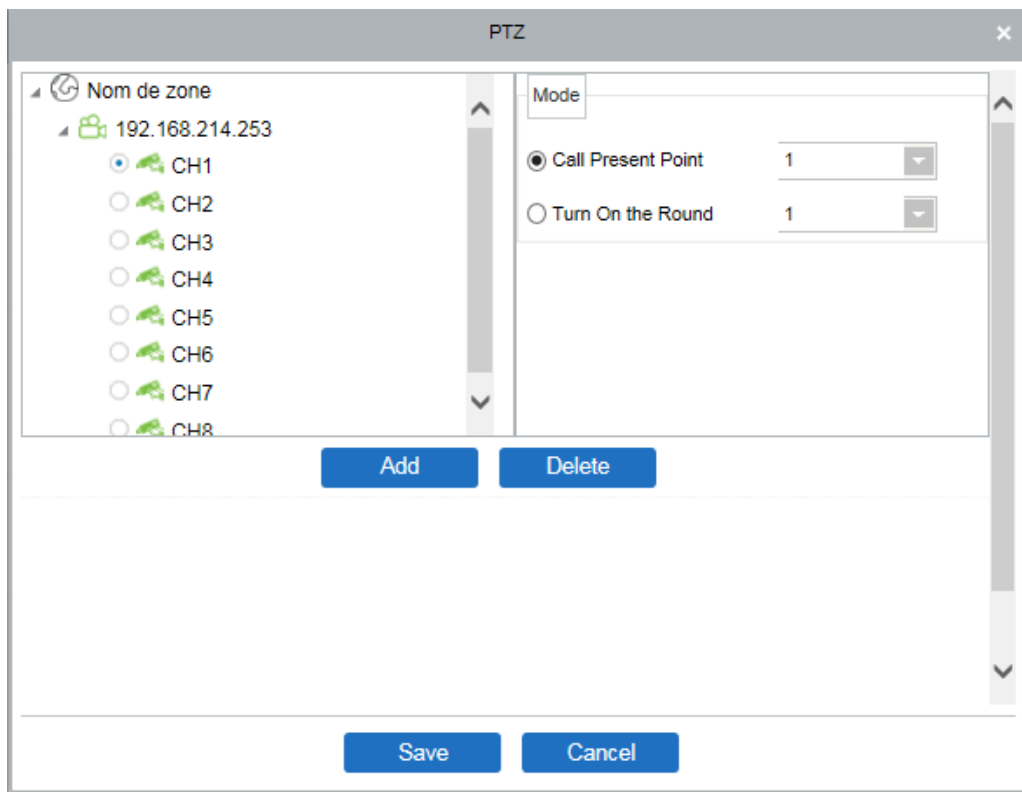 PTZ
Nom de zone
192.168.214.253
CH1
CH2
CH3
CH4
CH5
CH6
CH7
CH8
Mode
Call Present Point 1
Turn On the Round 1
Add Delete
Save Cancel